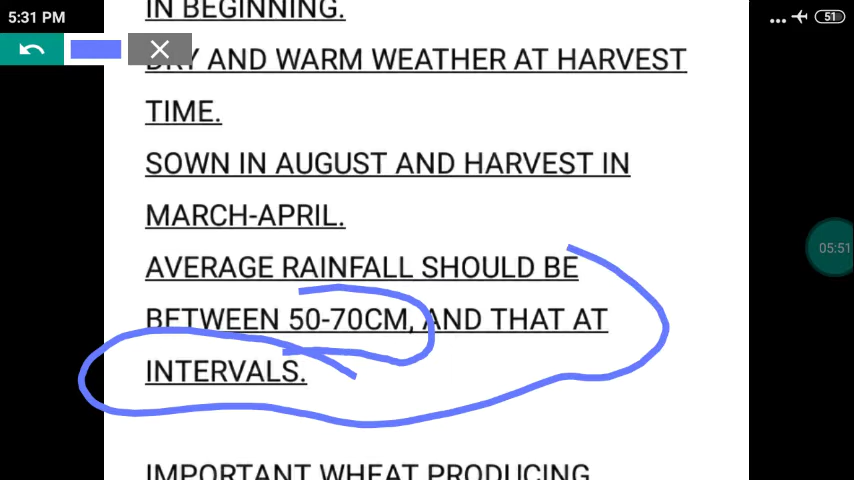 5:31 PM
51
IN BEGINNING.
DRY AND WARM WEATHER AT HARVEST
TIME.
SOWN IN AUGUST AND HARVEST IN
MARCH-APRIL.
AVERAGE RAINFALL SHOULD BE
BETWEEN 50-70CM, AND THAT AT
INTERVALS.
IMPORTANT WHEAT PRODUCING
05:51